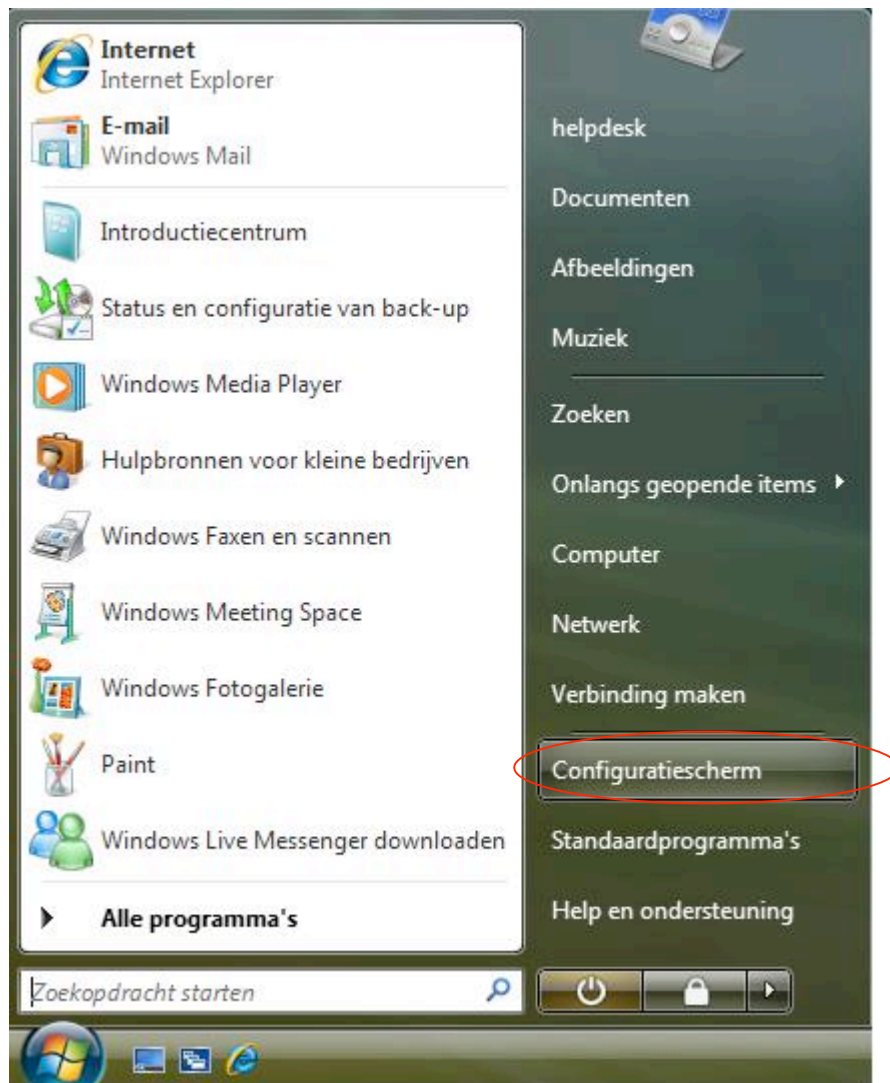 Internet
Internet Explorer
E-mail
Windows Mail
Introductiecentrum
Status en configuratie van back-up
Windows Media Player
Hulpbronnen voor kleine bedrijven
Windows Faxen en scannen
Windows Meeting Space
Windows Fotogalerie
Paint
Windows Live Messenger downloaden
Alle programma's
Zoekopdracht starten
helpdesk
Documenten
Afbeeldingen
Muziek
Zoeken
Onlangs geopende items
Computer
Netwerk
Verbinding maken
Configuratiescherm
Standaardprogramma's
Help en ondersteuning